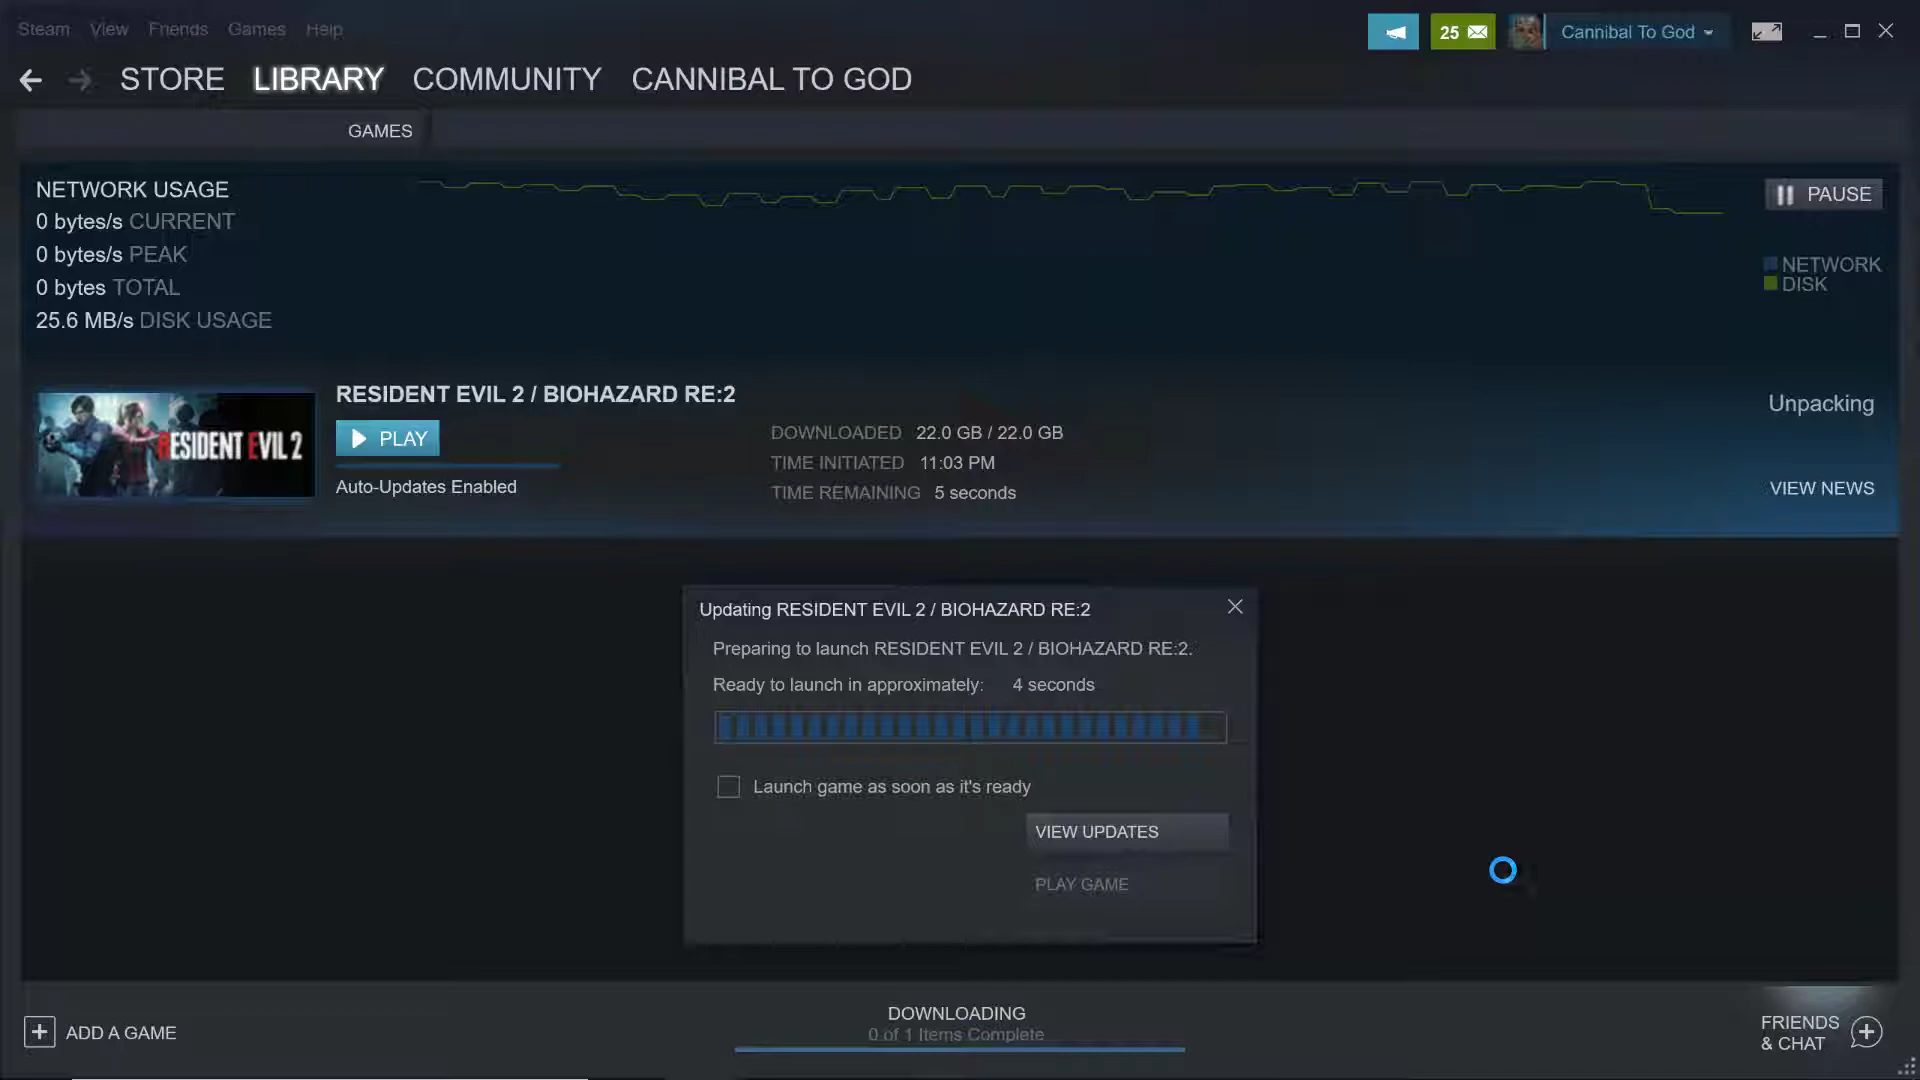 Steam View Friends Games Help
25 Cannibal To God
STORE LIBRARY COMMUNITY CANNIBAL TO GOD
GAMES
NETWORK USAGE
0 bytes/s CURRENT
0 bytes/s PEAK
0 bytes TOTAL
25.6 MB/s DISK USAGE
PAUSE
NETWORK
DISK
RESIDENT EVIL 2
RESIDENT EVIL 2 / BIOHAZARD RE:2
PLAY
Auto-Updates Enabled
DOWNLOADED 22.0 GB / 22.0 GB
TIME INITIATED 11:03 PM
TIME REMAINING 5 seconds
Unpacking
VIEW NEWS
Updating RESIDENT EVIL 2 / BIOHAZARD RE:2
Preparing to launch RESIDENT EVIL 2 / BIOHAZARD RE:2.
Ready to launch in approximately: 4 seconds
Launch game as soon as it's ready
VIEW UPDATES
PLAY GAME
ADD A GAME
DOWNLOADING
0 of 1 Items Complete
FRIENDS
& CHAT